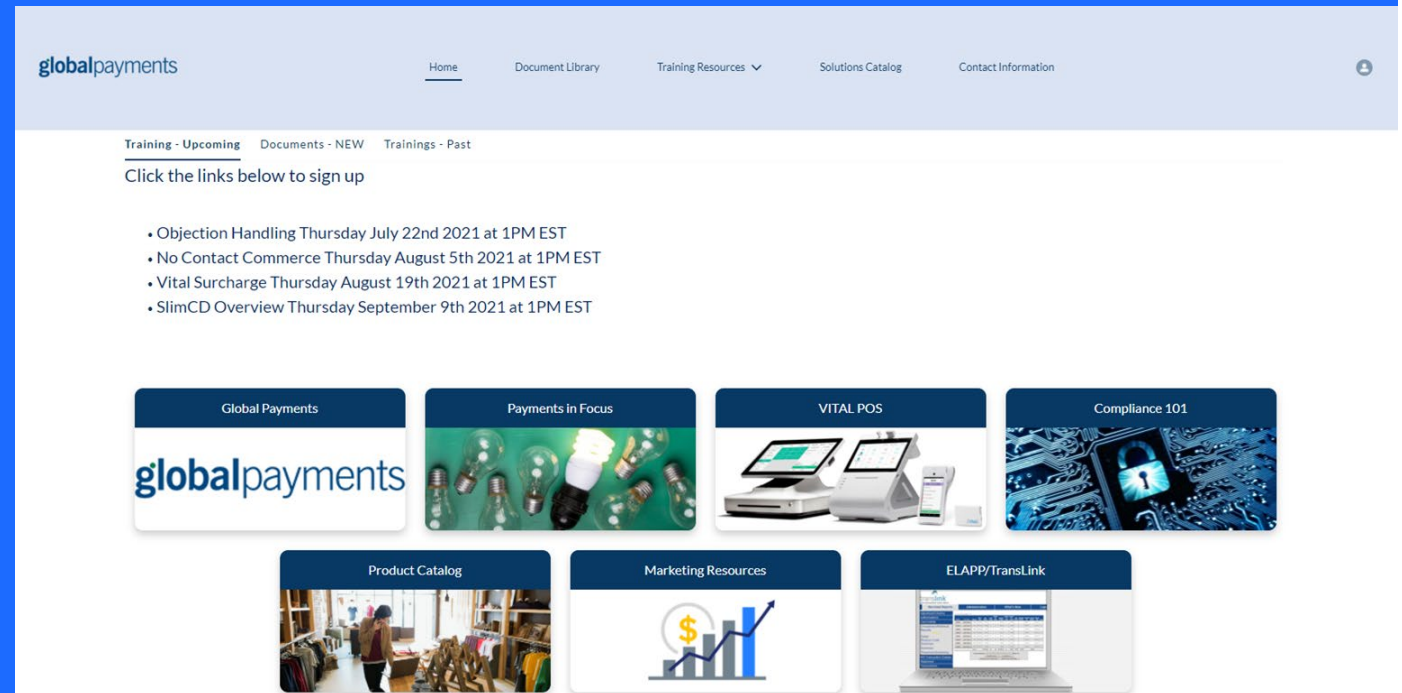 globalpayments
Home Document Library Training Resources Solutions Catalog Contact Information
Training - Upcoming Documents - NEW Trainings - Past
Click the links below to sign up
• Objection Handling Thursday July 22nd 2021 at 1PM EST
• No Contact Commerce Thursday August 5th 2021 at 1PM EST
• Vital Surcharge Thursday August 19th 2021 at 1PM EST
• SlimCD Overview Thursday September 9th 2021 at 1PM EST
Global Payments Payments in Focus VITAL POS Compliance 101
globalpayments
Product Catalog Marketing Resources ELAPP/TransLink
$
translink